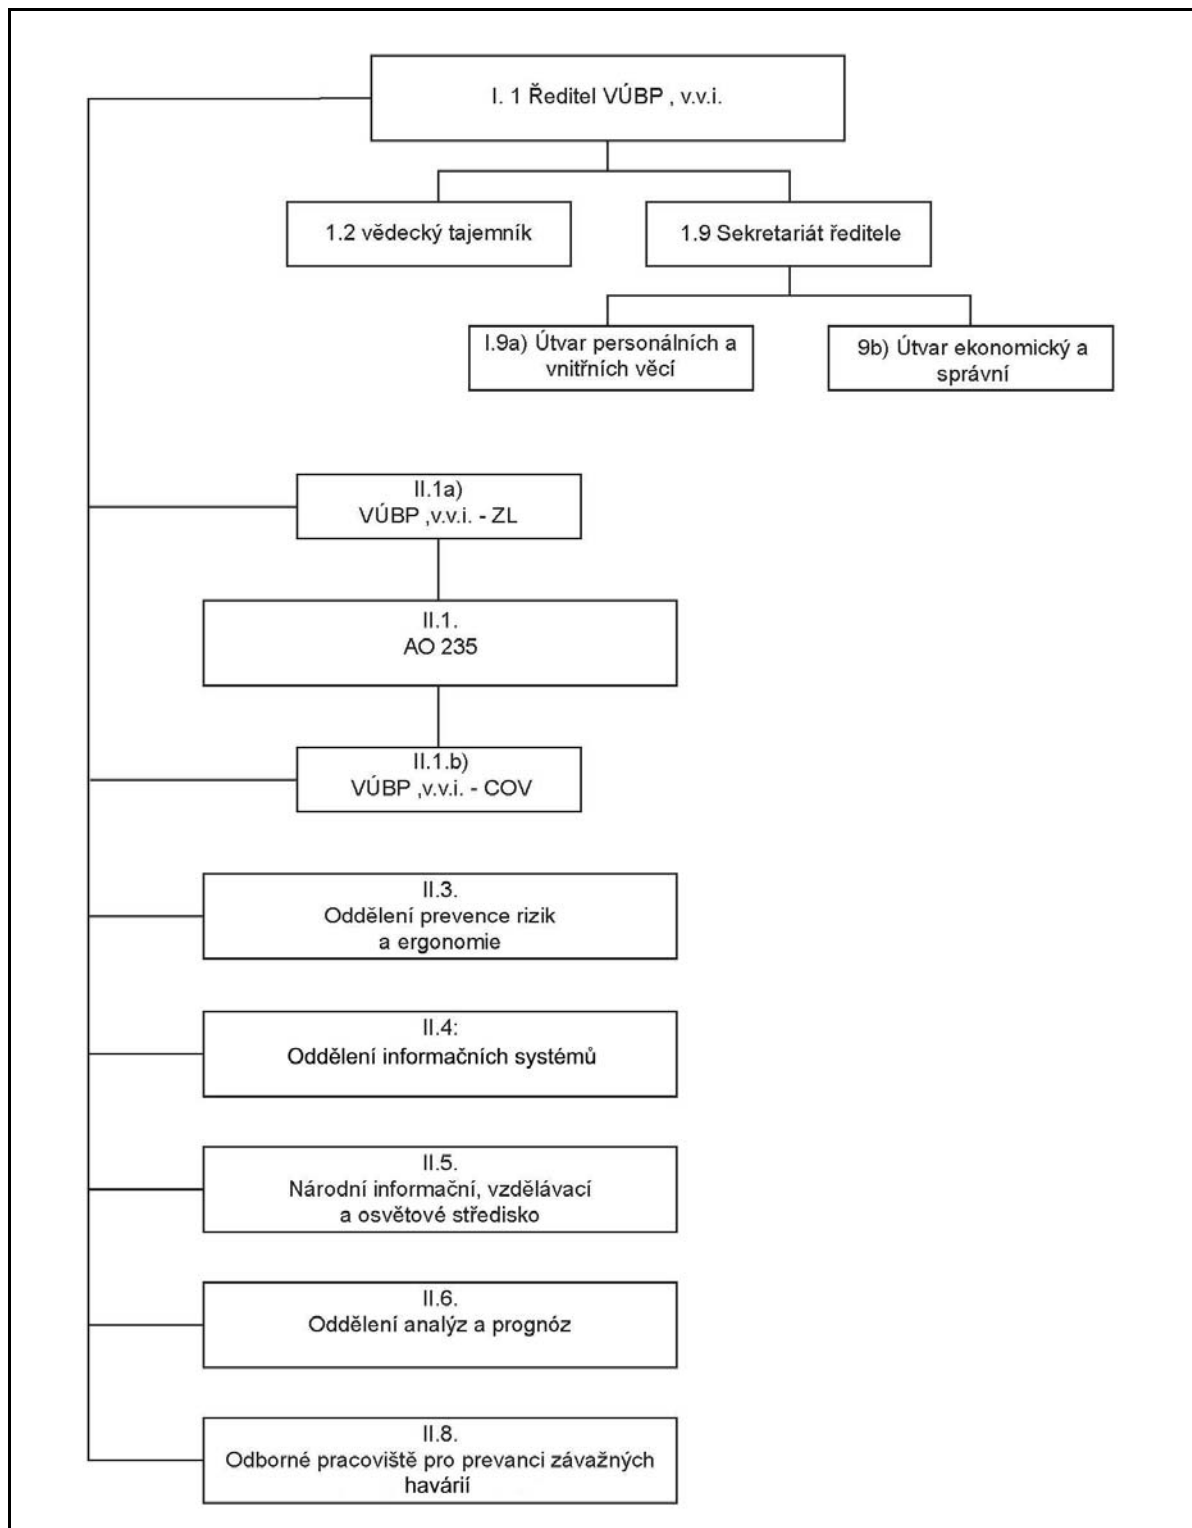 I. 1 Ředitel VÚBP , v.v.i.
1.2 vědecký tajemník
1.9 Sekretariát ředitele
I.9a) Útvar personálních a
vnitřních věcí
9b) Útvar ekonomický a
správní
II.1a)
VÚBP ,v.v.i. - ZL
II.1.
AO 235
II.1.b)
VÚBP ,v.v.i. - COV
II.3.
Oddělení prevence rizik
a ergonomie
II.4:
Oddělení informačních systémů
II.5.
Národní informační, vzdělávací
a osvětové středisko
II.6.
Oddělení analýz a prognóz
II.8.
Odborné pracoviště pro prevanci závažných
havárií